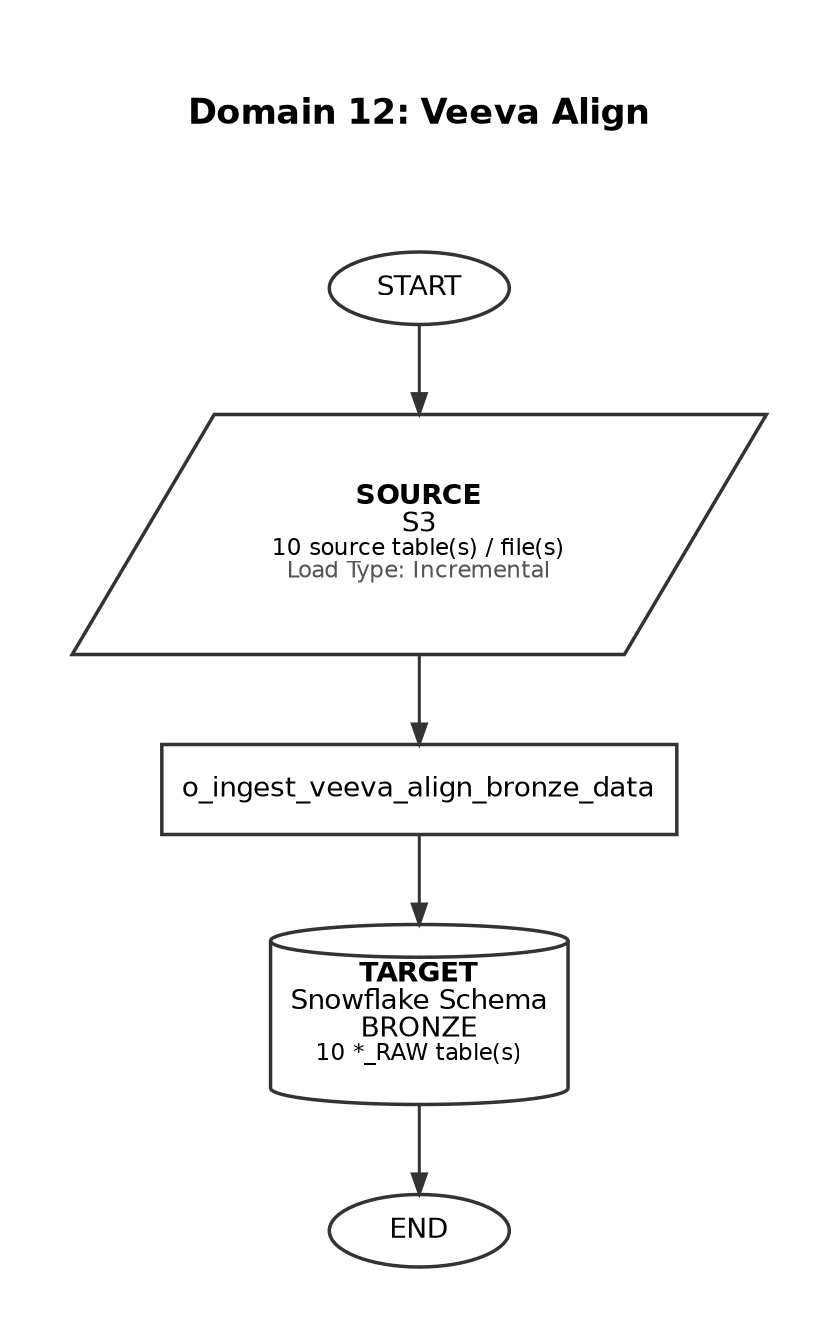 Domain 12: Veeva Align
START
SOURCE
S3
10 source table(s) / file(s)
Load Type: Incremental
o_ingest_veeva_align_bronze_data
TARGET
Snowflake Schema
BRONZE
10 *_RAW table(s)
END